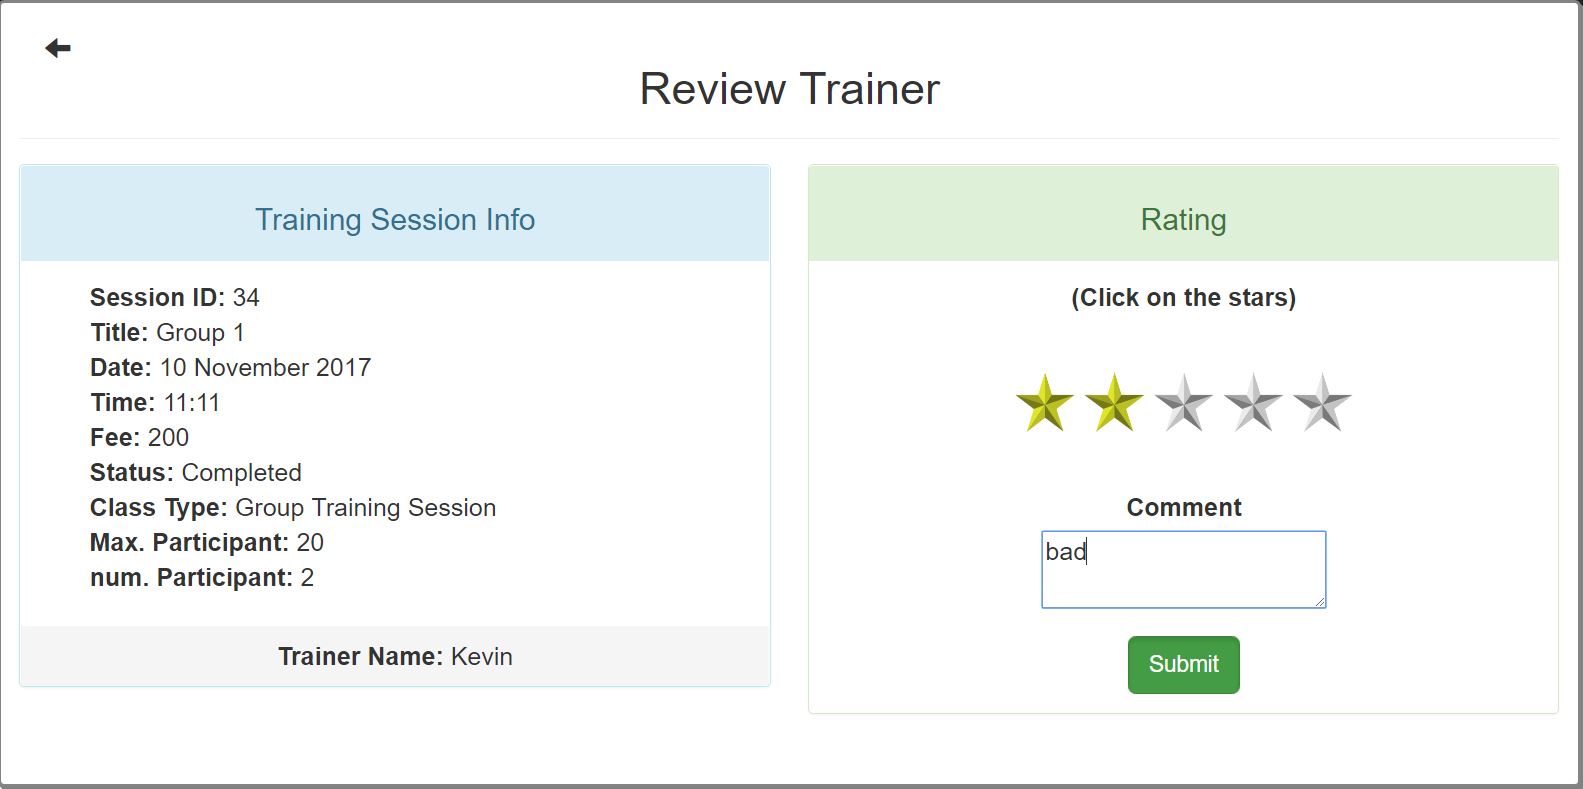 Review Trainer
Training Session Info
Session ID: 34
Title: Group 1
Date: 10 November 2017
Time: 11:11
Fee: 200
Status: Completed
Class Type: Group Training Session
Max. Participant: 20
num. Participant: 2
Trainer Name: Kevin
Rating
(Click on the stars)
Comment
bad
Submit